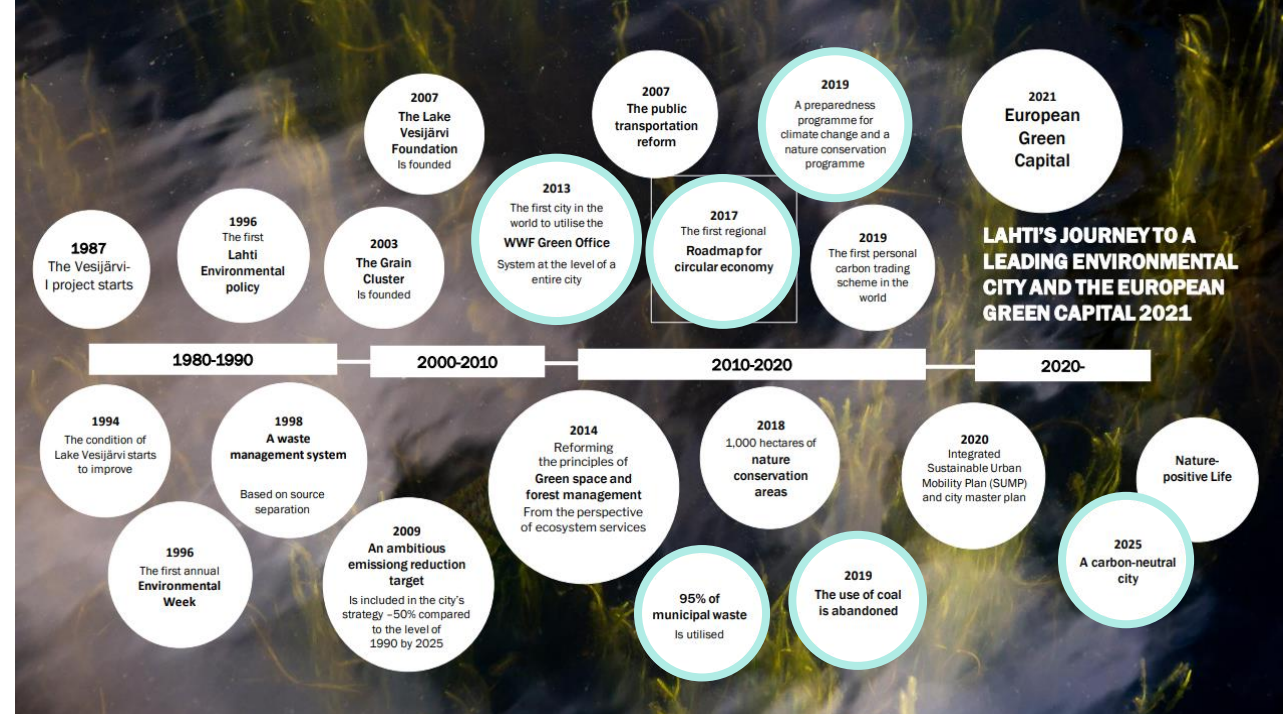 2007
The Lake
Vesijärvi
Foundation
Is founded
2007
The public
transportation
reform
2019
A preparedness
programme for
climate change and a
nature conservation
programme
2021
European
Green
Capital
1987
The Vesijärvi-
I project starts
1996
The first
Lahti
Environmental
policy
2003
The Grain
Cluster
Is founded
2013
The first city in the
world to utilise the
WWF Green Office
System at the level of a
entire city
2017
The first regional
Roadmap for
circular economy
2019
The first personal
carbon trading
scheme in the
world
LAHTI'S JOURNEY TO A
LEADING ENVIRONMENTAL
CITY AND THE EUROPEAN
GREEN CAPITAL 2021
1980-1990
2000-2010
2010-2020
2020-
1994
The condition of
Lake Vesijärvi starts
to improve
1996
The first annual
Environmental
Week
1998
A waste
management system
Based on source
separation
2009
An ambitious
emissiong reduction
target
Is included in the city's
strategy –50% compared
to the level of
1990 by 2025
2014
Reforming
the principles of
Green space and
forest management
From the perspective
of ecosystem services
95% of
municipal waste
Is utilised
2018
1,000 hectares of
nature
conservation
areas
2019
The use of coal
is abandoned
2020
Integrated
Sustainable Urban
Mobility Plan (SUMP)
and city master plan
Nature-
positive Life
2025
A carbon-neutral
city